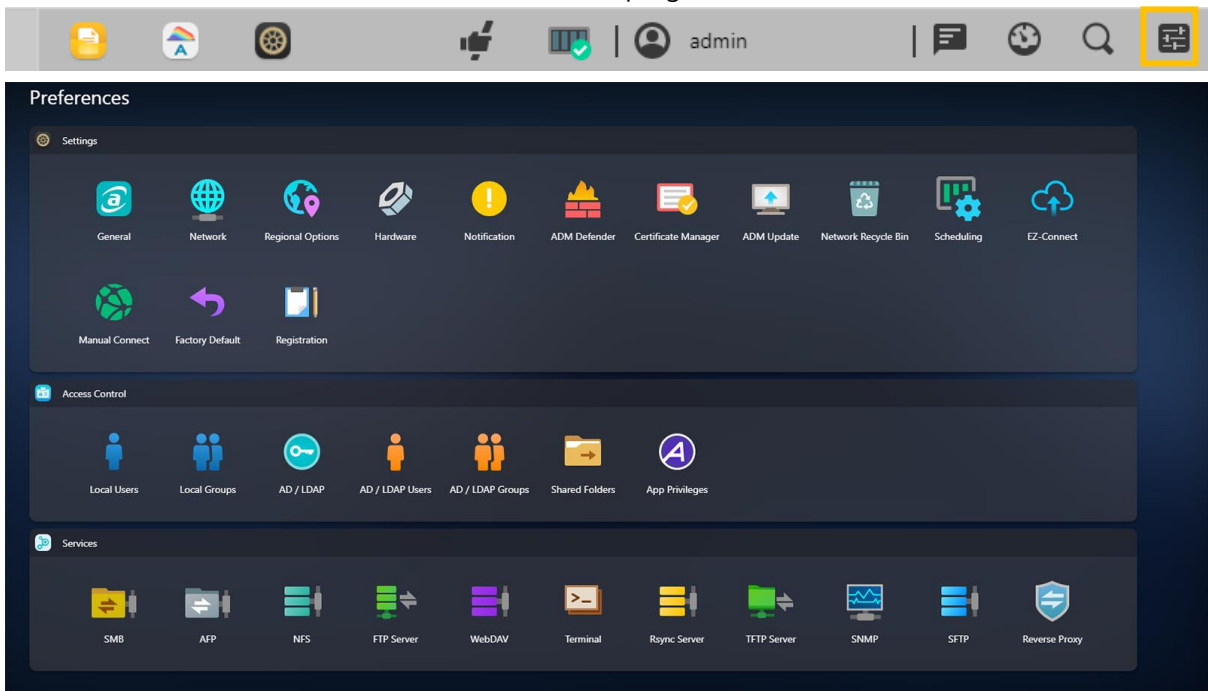 admin
Preferences
Settings
General Network Regional Options Hardware Notification ADM Defender Certificate Manager ADM Update Network Recycle Bin Scheduling EZ-Connect
Manual Connect Factory Default Registration
Access Control
Local Users Local Groups AD / LDAP AD / LDAP Users AD / LDAP Groups Shared Folders App Privileges
Services
SMB AFP NFS FTP Server WebDAV Terminal Rsync Server TFTP Server SNMP SFTP Reverse Proxy